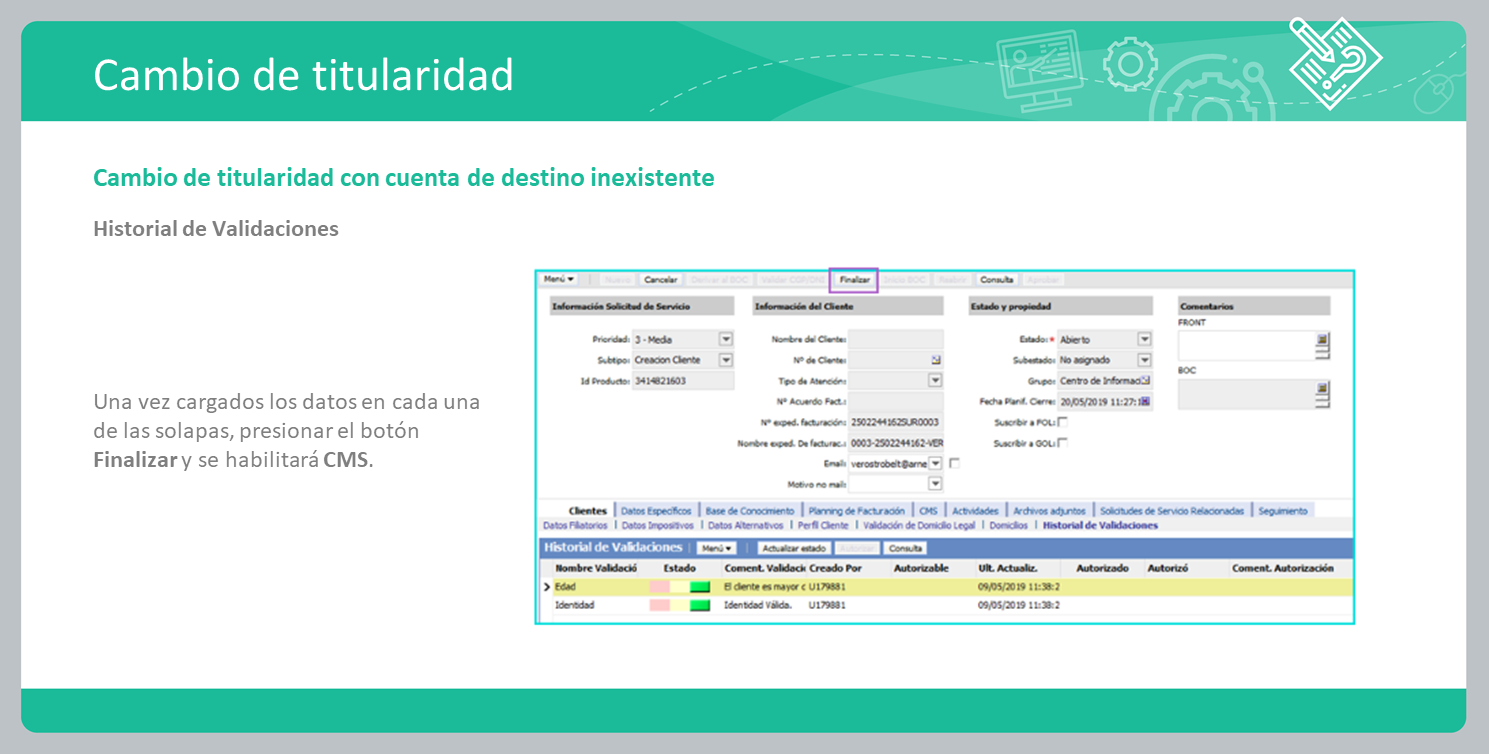 Cambio de titularidad
Cambio de titularidad con cuenta de destino inexistente
Historial de Validaciones
Una vez cargados los datos en cada una
de las solapas, presionar el botón
Finalizar y se habilitará CMS.
Menú Nuevo Cancelar Derivar al BOC Validar CGP/DNI Finalizar Inicio BOC Reabrir Consulta Aprobar
Información Solicitud de Servicio Información del Cliente Estado y propiedad Comentarios
FRONT
Prioridad: 3 - Media Nombre del Cliente: Estado:* Abierto
Subtipo: Creacion Cliente Nº de Cliente: Subestado: No asignado
BOC
Id Producto: 3414821603 Tipo de Atención: Grupo: Centro de Informaci
Nº Acuerdo Fact.: Fecha Planif. Cierre: 20/05/2019 11:27:1
Nº exped. facturación: 2502244162SUR0003 Suscribir a FOL:
Nombre exped. De facturac.: 0003-2502244162-VER Suscribir a GOL:
Email: verostrobelt@arne
Motivo no mail:
Clientes Datos Específicos Base de Conocimiento Planning de Facturación CMS Actividades Archivos adjuntos Solicitudes de Servicio Relacionadas Seguimiento
Datos Filiatorios | Datos Impositivos | Datos Alternativos | Perfil Cliente | Validación de Domicilio Legal | Domicilios | Historial de Validaciones
Historial de Validaciones Menú Actualizar estado Autorizar Consulta
Nombre Validació Estado Coment. Validació Creado Por Autorizable Ult. Actualiz. Autorizado Autorizó Coment. Autorización
Edad El cliente es mayor c U179881 09/05/2019 11:38:2
Identidad Identidad Válida. U179881 09/05/2019 11:38:2